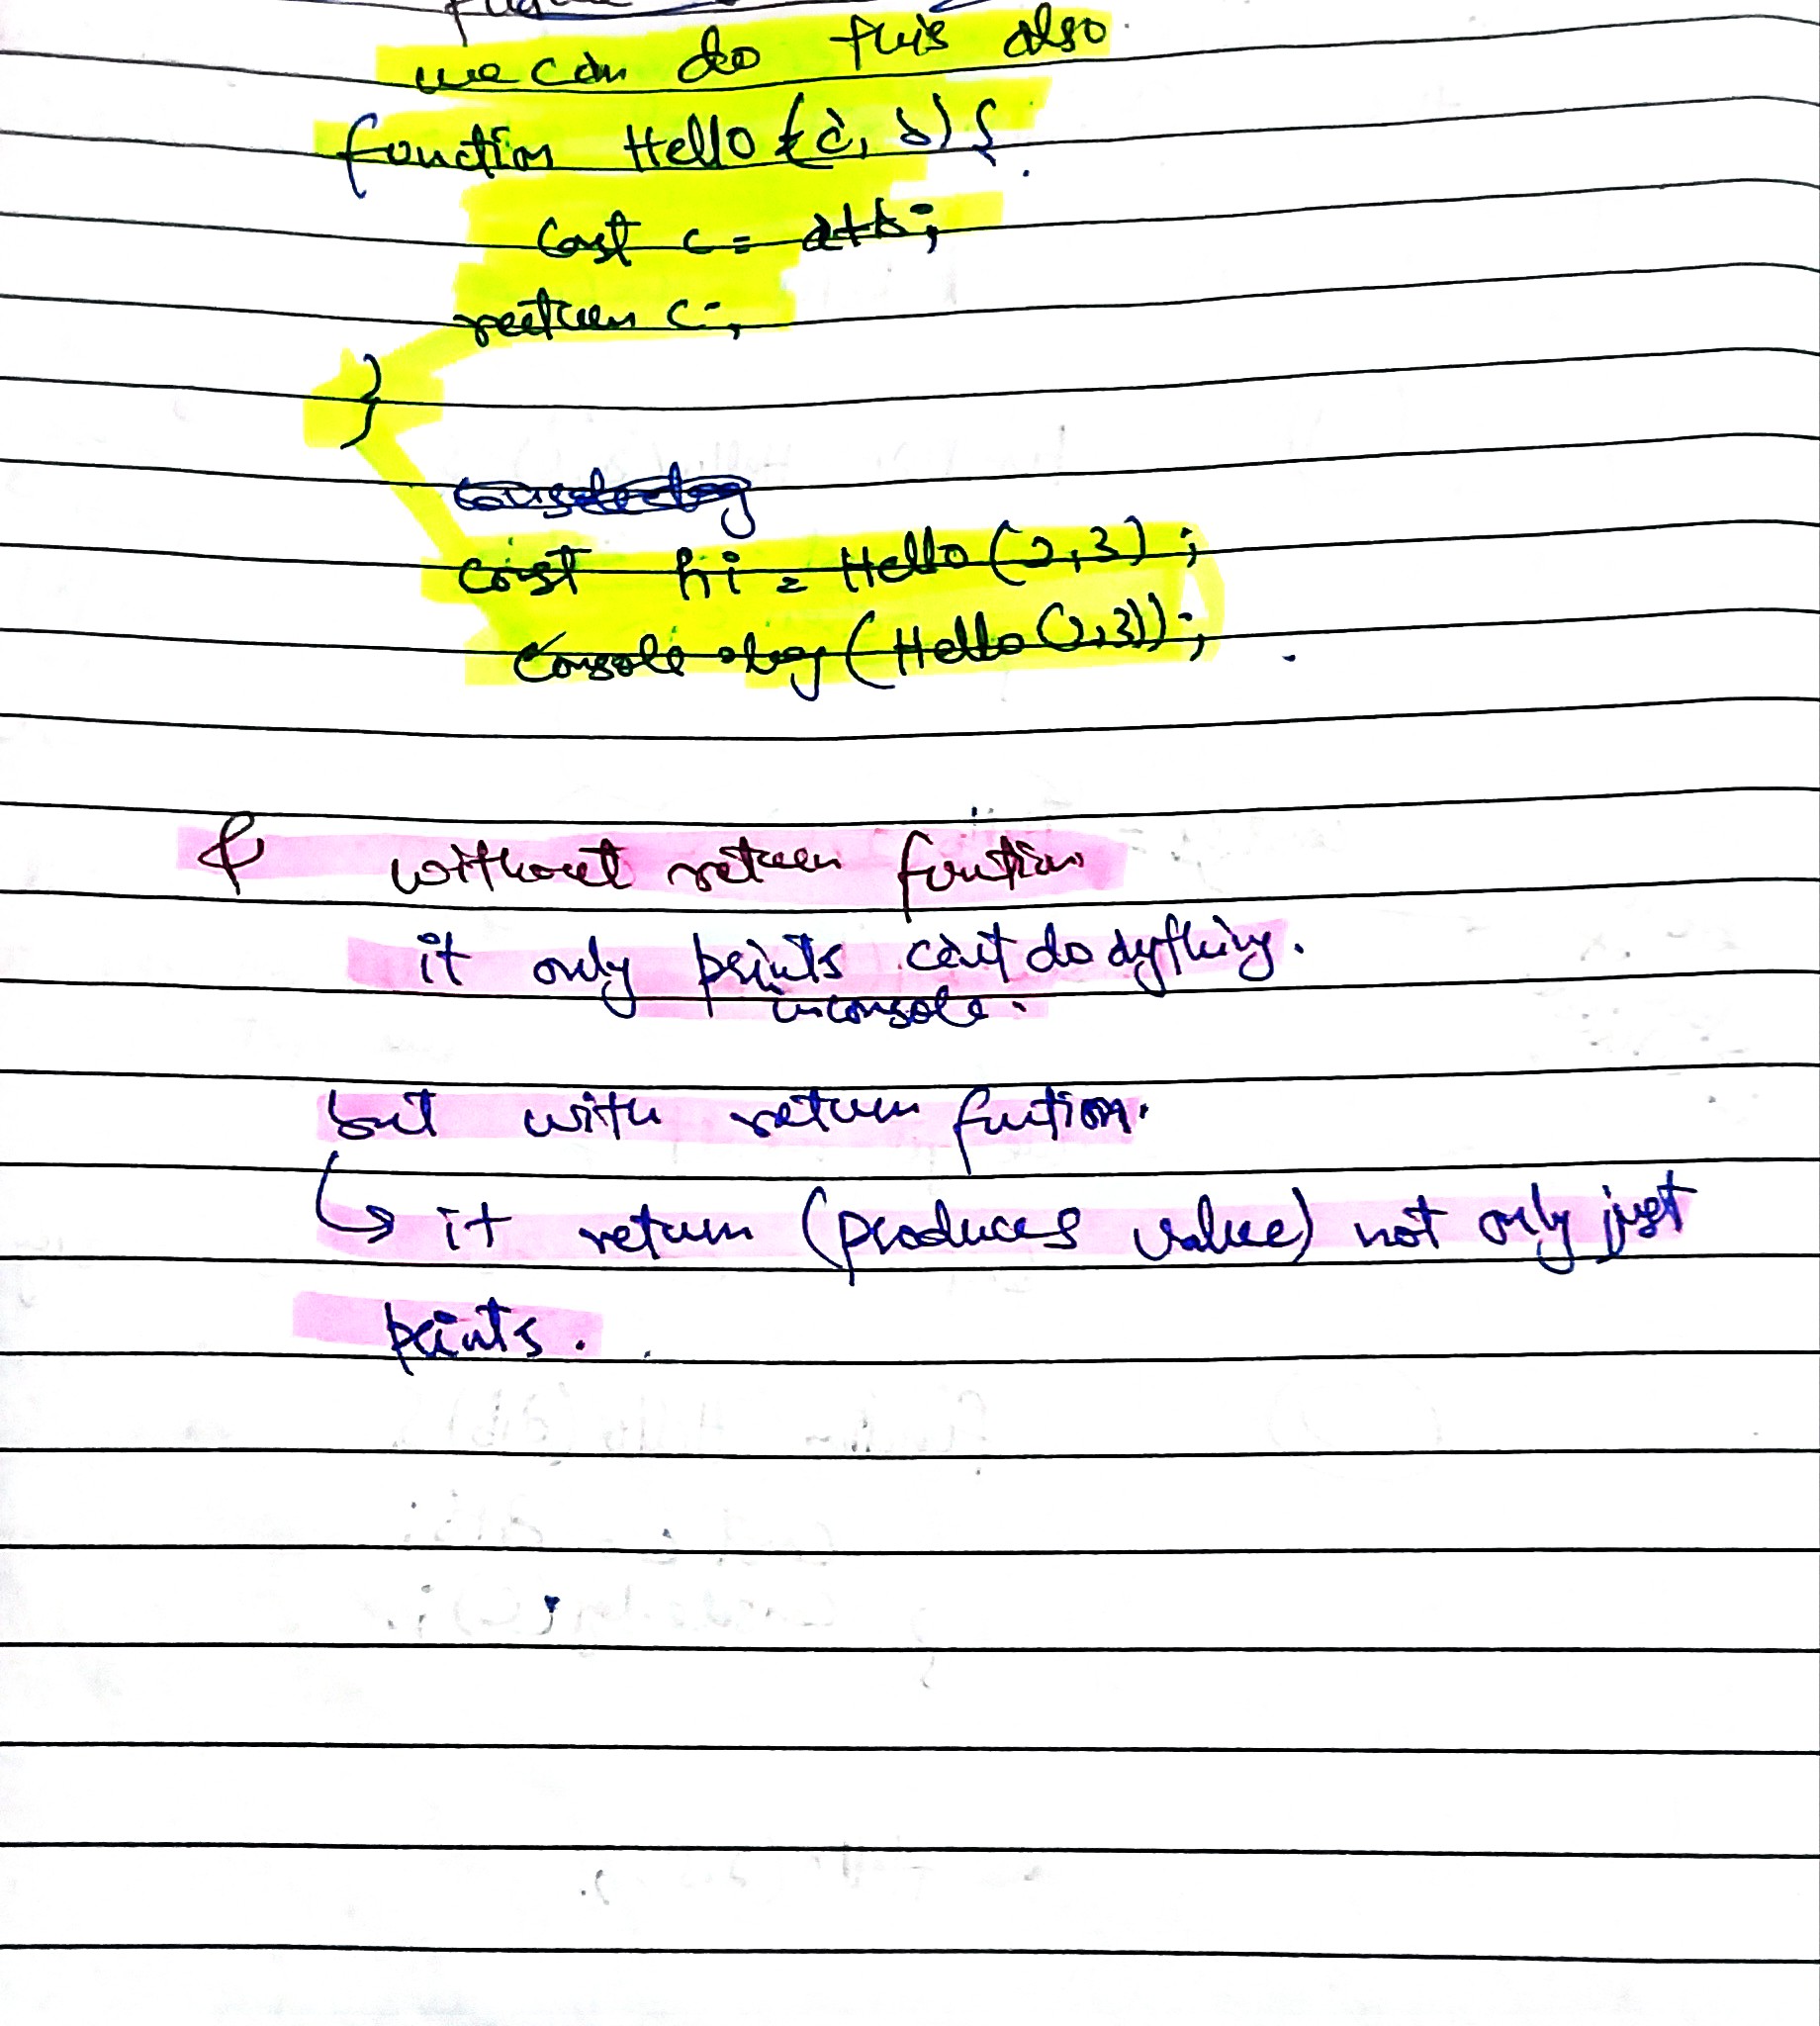 we can do this also.
function Hello (a, b) {
const c = a+b;
return c;
}
const hi = Hello (2,3);
console.log (Hello (2,3));
without return function
it only prints can't do anything.
in console.
but with return function.
↳ it return (produces value) not only just
prints.